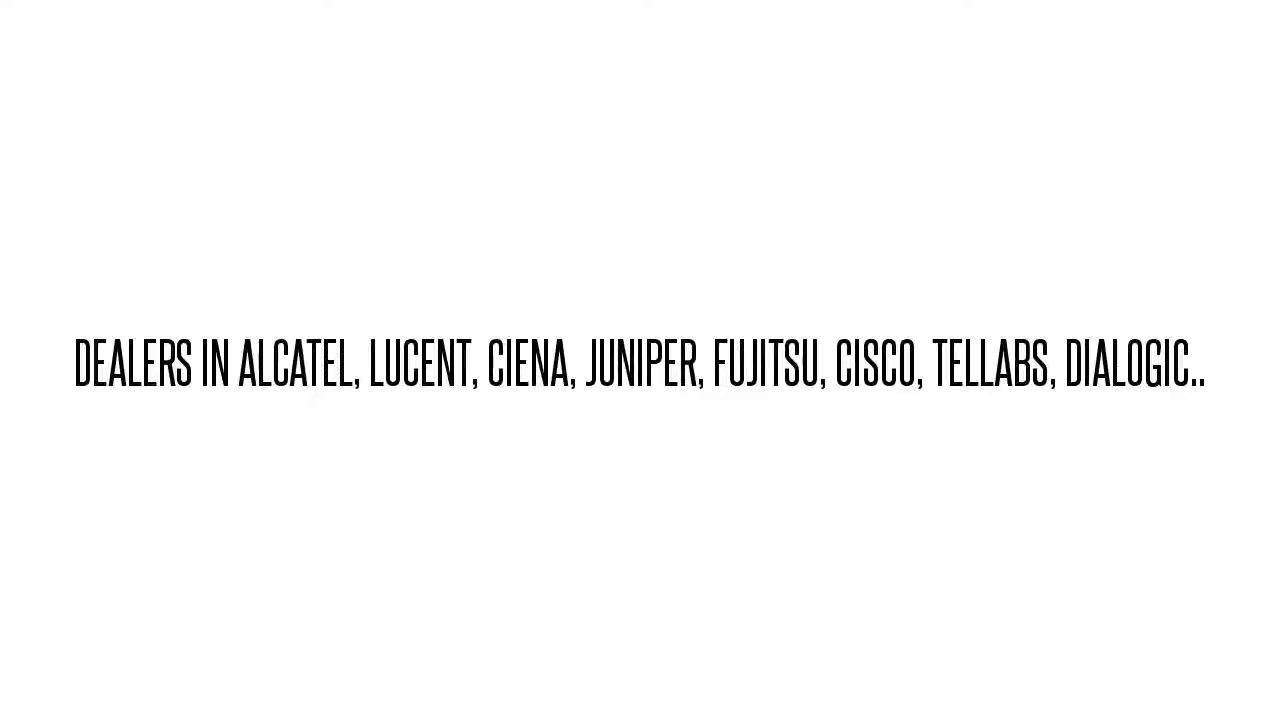 DEALERS IN ALCATEL, LUCENT, CIENA, JUNIPER, FUJITSU, CISCO, TELLABS, DIALOGIC..